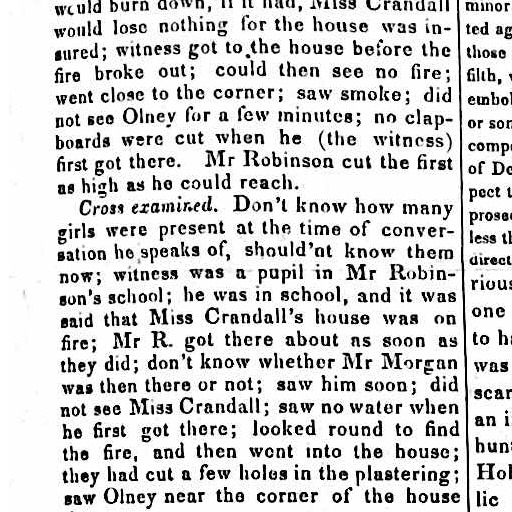 would burn down, if it had, Miss Crandall
would lose nothing for the house was in-
sured; witness got to the house before the
fire broke out; could then see no fire;
went close to the corner; saw smoke; did
not see Olney for a few minutes; no clap-
boards were cut when he (the witness)
first got there. Mr Robinson cut the first
as high as he could reach.
Cross examined. Don't know how many
girls were present at the time of conver-
sation he speaks of, should'nt know them
now; witness was a pupil in Mr Robin-
son's school; he was in school, and it was
said that Miss Crandall's house was on
fire; Mr R. got there about as soon as
they did; don't know whether Mr Morgan
was then there or not; saw him soon; did
not see Miss Crandall; saw no water when
he first got there; looked round to find
the fire, and then went into the house;
they had cut a few holes in the plastering;
saw Olney near the corner of the house
minor
ted ag
those
filth,
or sor
comp
of De
pect t
prose
less t
direct
rious
one
to h
was
scar
an i
hun
Hol
lic